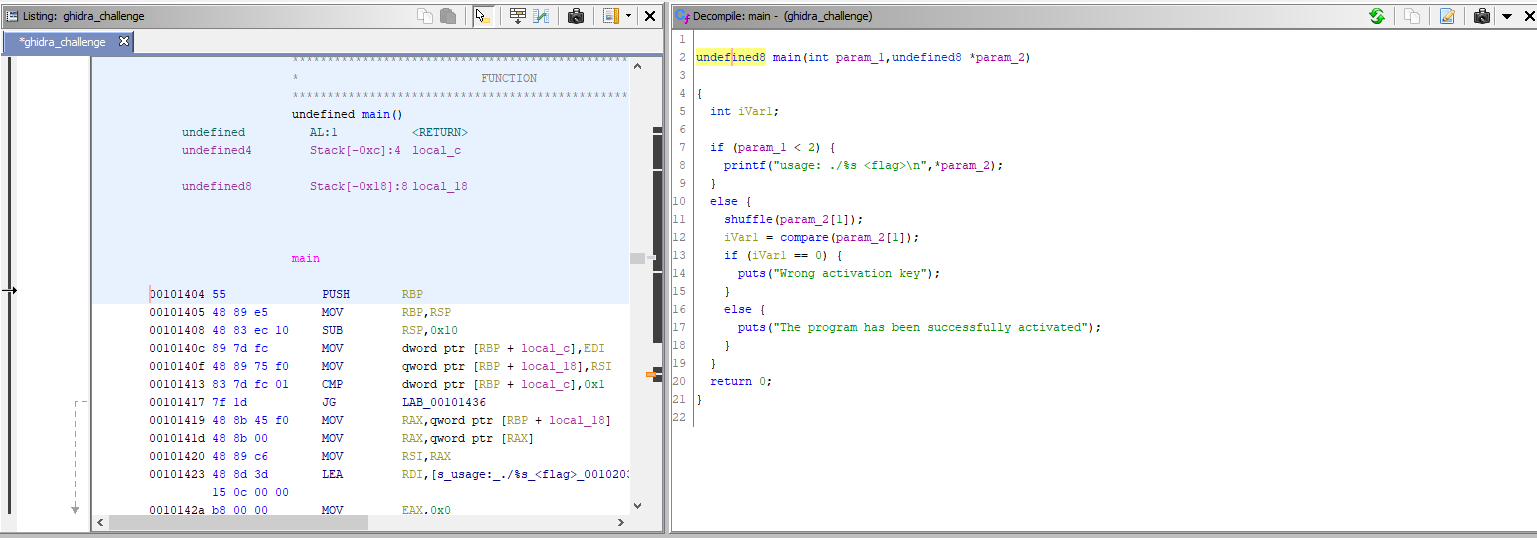 Listing: ghidra_challenge
*ghidra_challenge
* FUNCTION
undefined main()
undefined AL:1 <RETURN>
undefined4 Stack[-0xc]:4 local_c
undefined8 Stack[-0x18]:8 local_18
main
00101404 55 PUSH RBP
00101405 48 89 e5 MOV RBP,RSP
00101408 48 83 ec 10 SUB RSP,0x10
0010140c 89 7d fc MOV dword ptr [RBP + local_c],EDI
0010140f 48 89 75 f0 MOV qword ptr [RBP + local_18],RSI
00101413 83 7d fc 01 CMP dword ptr [RBP + local_c],0x1
00101417 7f 1d JG LAB_00101436
00101419 48 8b 45 f0 MOV RAX,qword ptr [RBP + local_18]
0010141d 48 8b 00 MOV RAX,qword ptr [RAX]
00101420 48 89 c6 MOV RSI,RAX
00101423 48 8d 3d LEA RDI,[s_usage:_./%s_<flag>_0010203
15 0c 00 00
0010142a b8 00 00 MOV EAX,0x0
Decompile: main - (ghidra_challenge)
1
2 undefined8 main(int param_1,undefined8 *param_2)
3
4 {
5 int iVar1;
6
7 if (param_1 < 2) {
8 printf("usage: ./%s <flag>\n",*param_2);
9 }
10 else {
11 shuffle(param_2[1]);
12 iVar1 = compare(param_2[1]);
13 if (iVar1 == 0) {
14 puts("Wrong activation key");
15 }
16 else {
17 puts("The program has been successfully activated");
18 }
19 }
20 return 0;
21 }
22